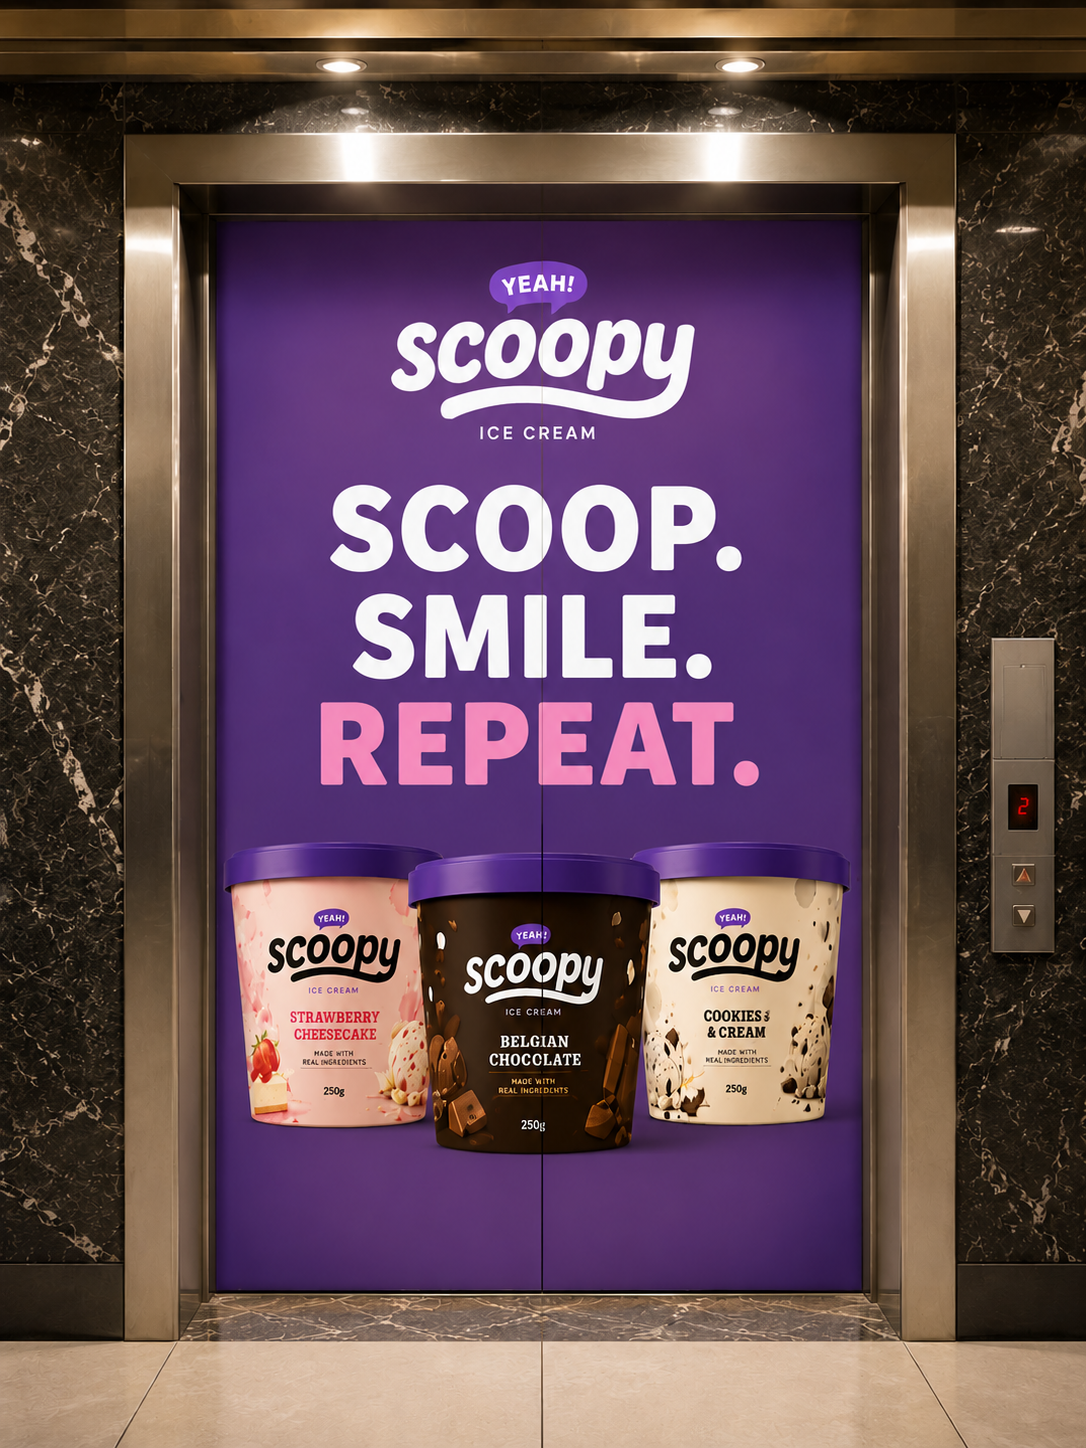 YEAH!
scoopy
ICE CREAM
SCOOP.
SMILE.
REPEAT.
YEAH!
scoopy
ICE CREAM
STRAWBERRY
CHEESECAKE
MADE WITH
REAL INGREDIENTS
250g
YEAH!
scoopy
ICE CREAM
BELGIAN
CHOCOLATE
MADE WITH
REAL INGREDIENTS
250g
YEAH!
scoopy
ICE CREAM
COOKIES
& CREAM
MADE WITH
REAL INGREDIENTS
250g
2